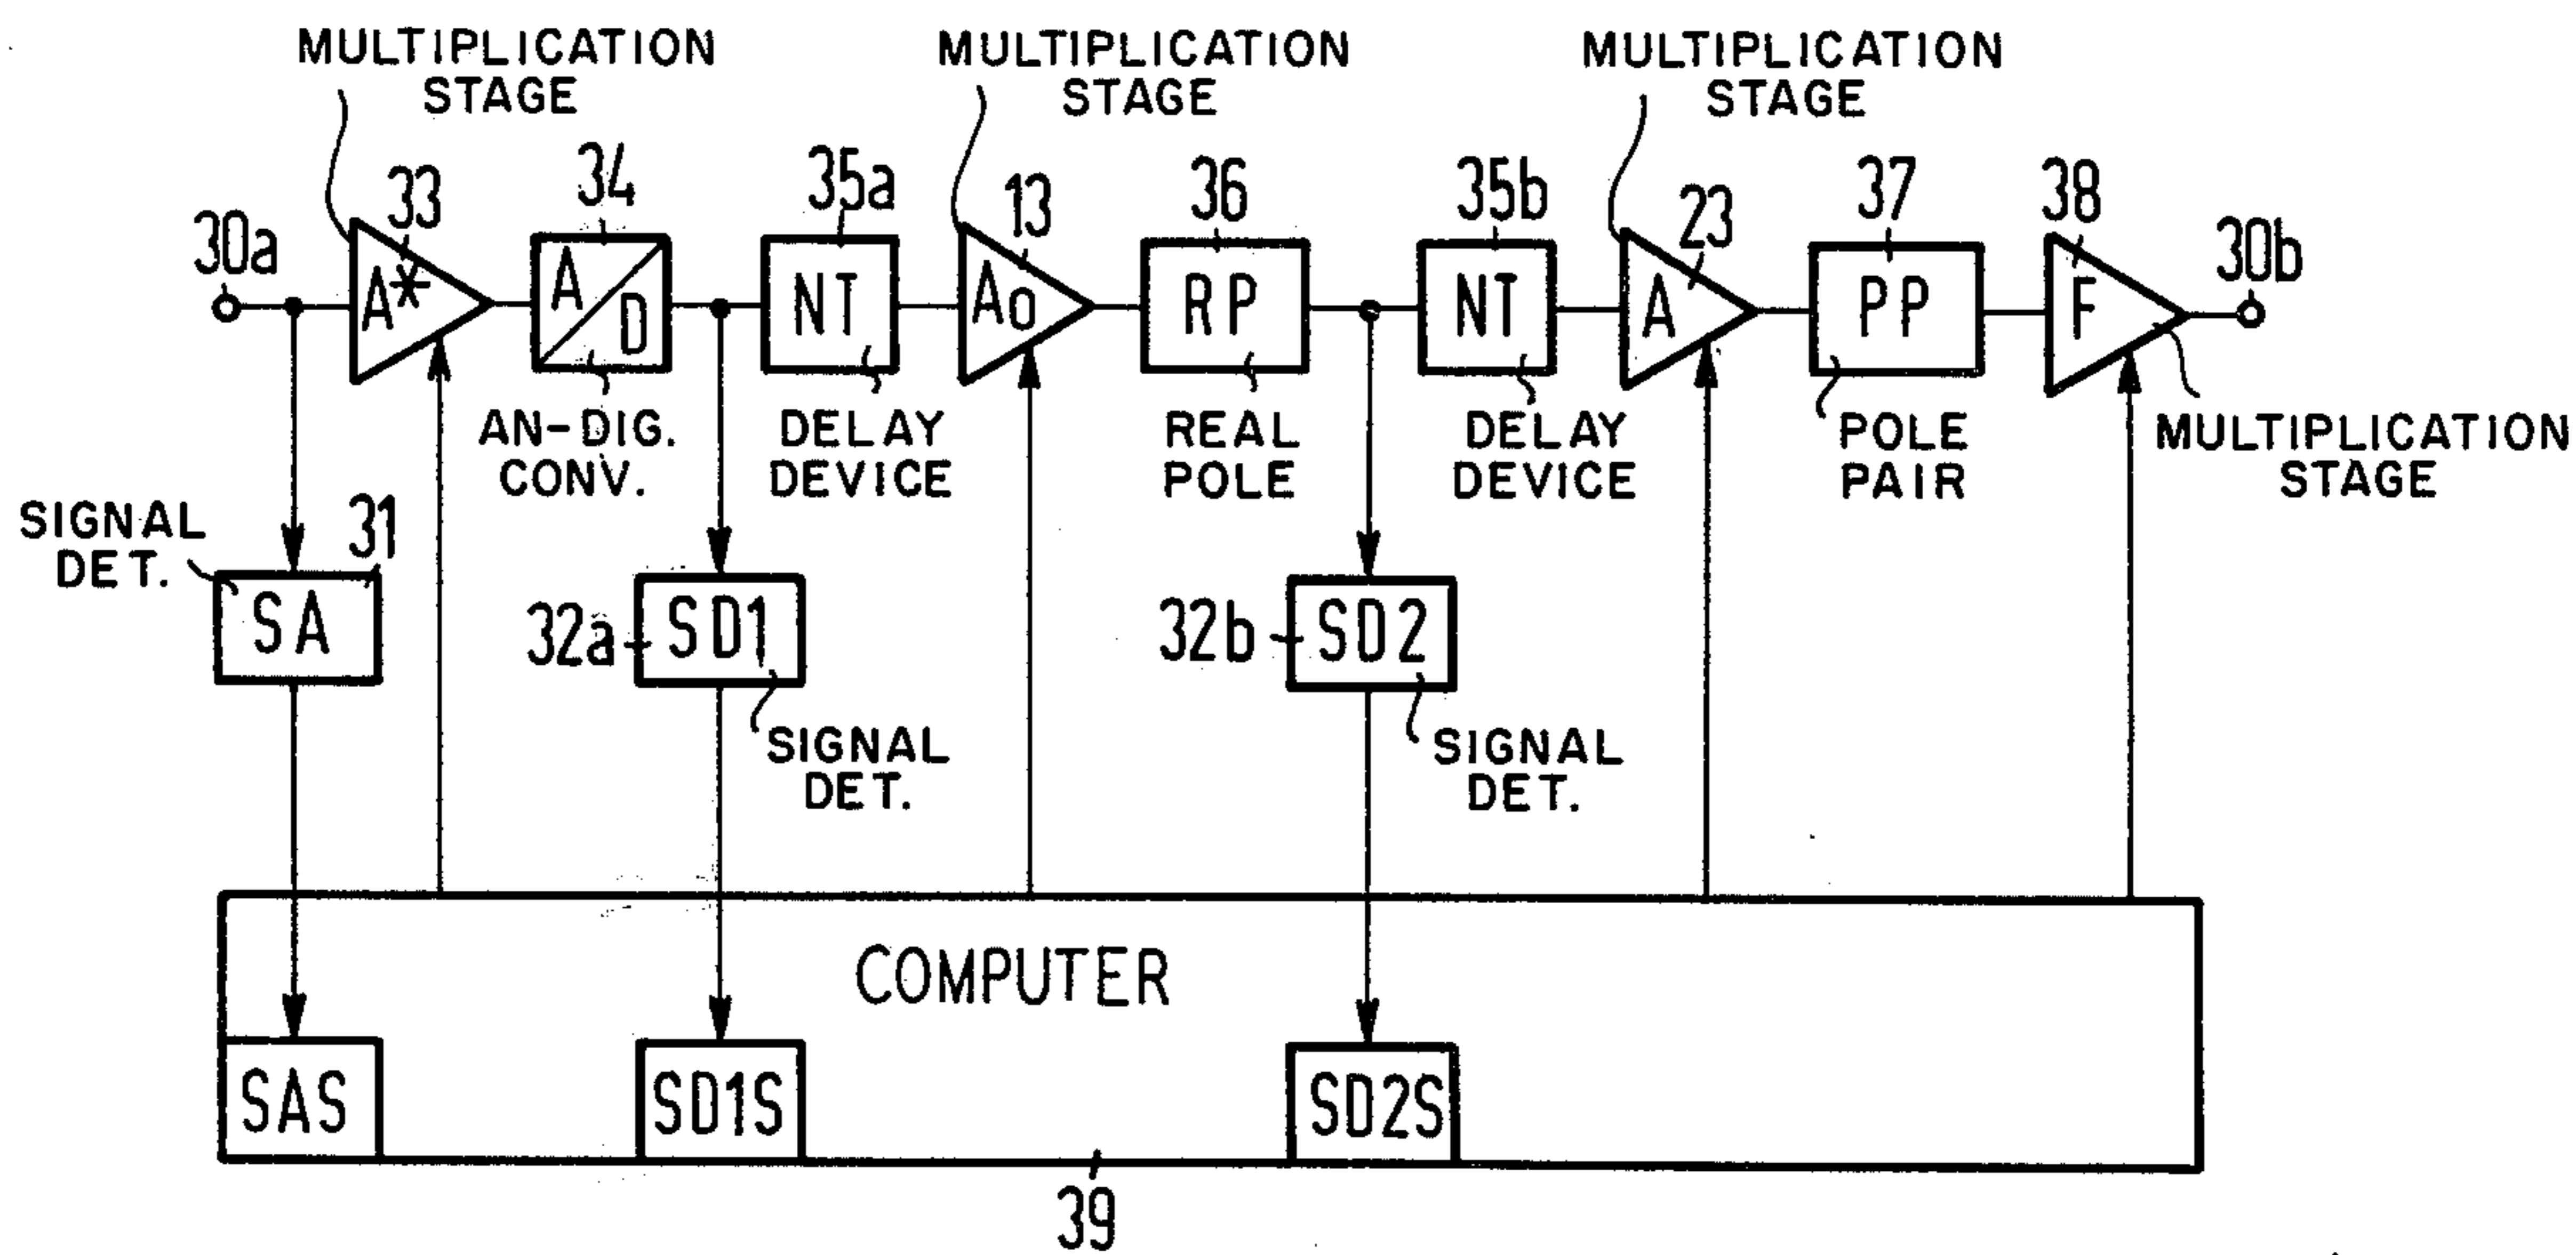 MULTIPLICATION
STAGE
MULTIPLICATION
STAGE
MULTIPLICATION
STAGE
30a
33
34
35a
13
36
35b
23
37
38
30b
A*
A
D
NT
Ao
RP
NT
A
PP
F
AN-DIG.
CONV.
DELAY
DEVICE
REAL
POLE
DELAY
DEVICE
POLE
PAIR
MULTIPLICATION
STAGE
SIGNAL
DET.
31
SA
32a
SD1
SIGNAL
DET.
32b
SD2
SIGNAL
DET.
COMPUTER
SAS
SD1S
SD2S
39